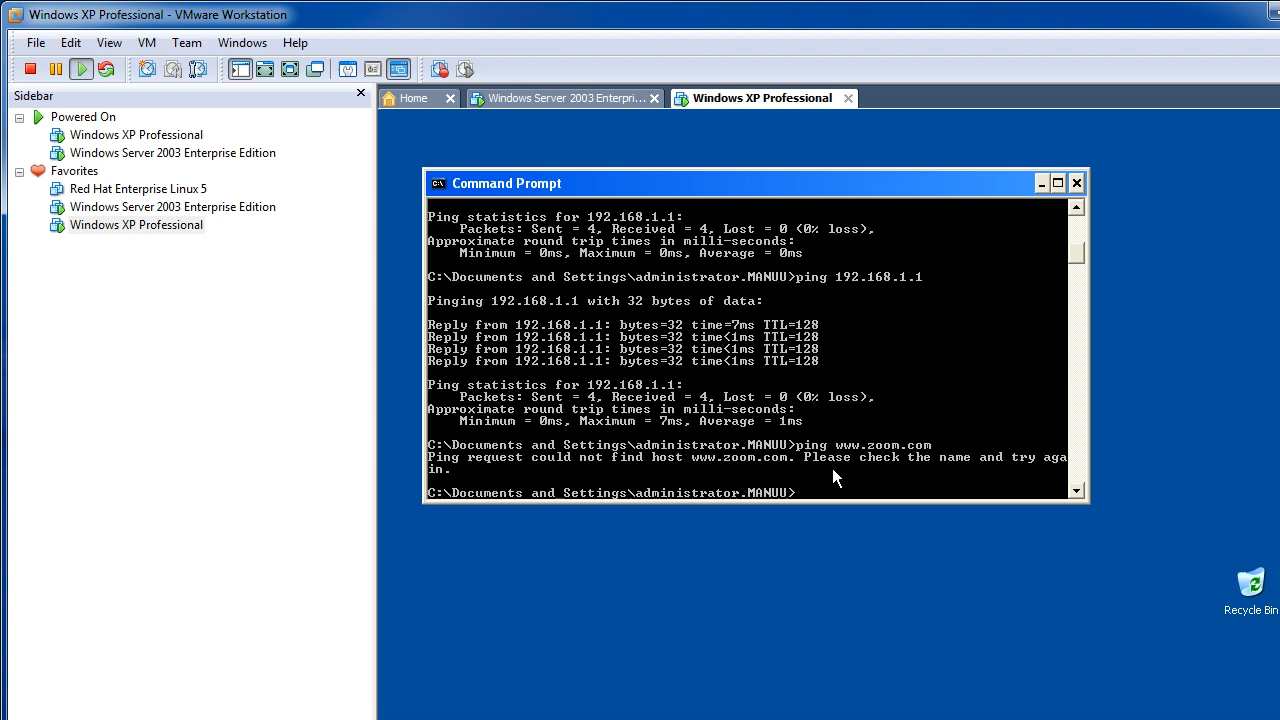 Windows XP Professional - VMware Workstation
File Edit View VM Team Windows Help
Sidebar
Powered On
Windows XP Professional
Windows Server 2003 Enterprise Edition
Favorites
Red Hat Enterprise Linux 5
Windows Server 2003 Enterprise Edition
Windows XP Professional
Home Windows Server 2003 Enterpri... Windows XP Professional
C:\ Command Prompt
Ping statistics for 192.168.1.1:
Packets: Sent = 4, Received = 4, Lost = 0 (0% loss),
Approximate round trip times in milli-seconds:
Minimum = 0ms, Maximum = 0ms, Average = 0ms
C:\Documents and Settings\administrator.MANUU>ping 192.168.1.1
Pinging 192.168.1.1 with 32 bytes of data:
Reply from 192.168.1.1: bytes=32 time=7ms TTL=128
Reply from 192.168.1.1: bytes=32 time<1ms TTL=128
Reply from 192.168.1.1: bytes=32 time<1ms TTL=128
Reply from 192.168.1.1: bytes=32 time<1ms TTL=128
Ping statistics for 192.168.1.1:
Packets: Sent = 4, Received = 4, Lost = 0 (0% loss),
Approximate round trip times in milli-seconds:
Minimum = 0ms, Maximum = 7ms, Average = 1ms
C:\Documents and Settings\administrator.MANUU>ping www.zoom.com
Ping request could not find host www.zoom.com. Please check the name and try aga
in.
C:\Documents and Settings\administrator.MANUU>
Recycle Bin